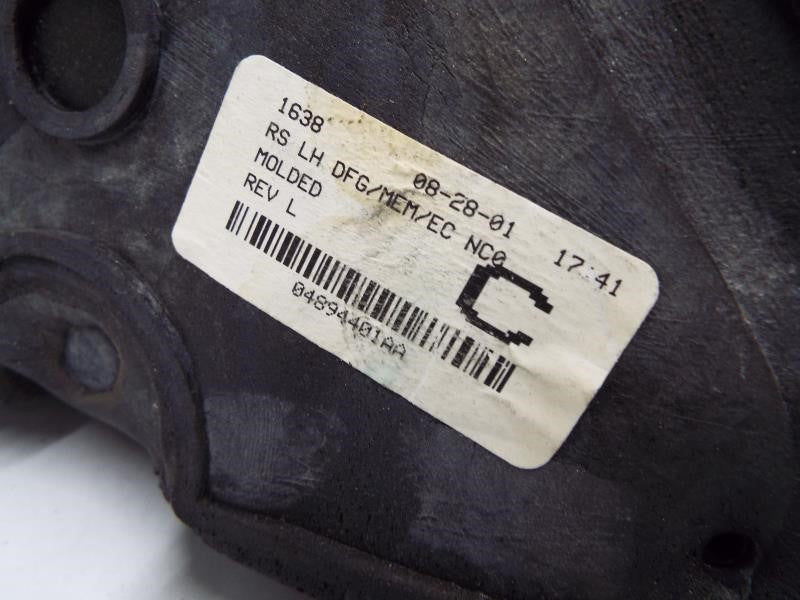 1638 08-28-01 17:41
RS LH DFG/MEM/EC NC0
MOLDED
REV L
C
04894401AA